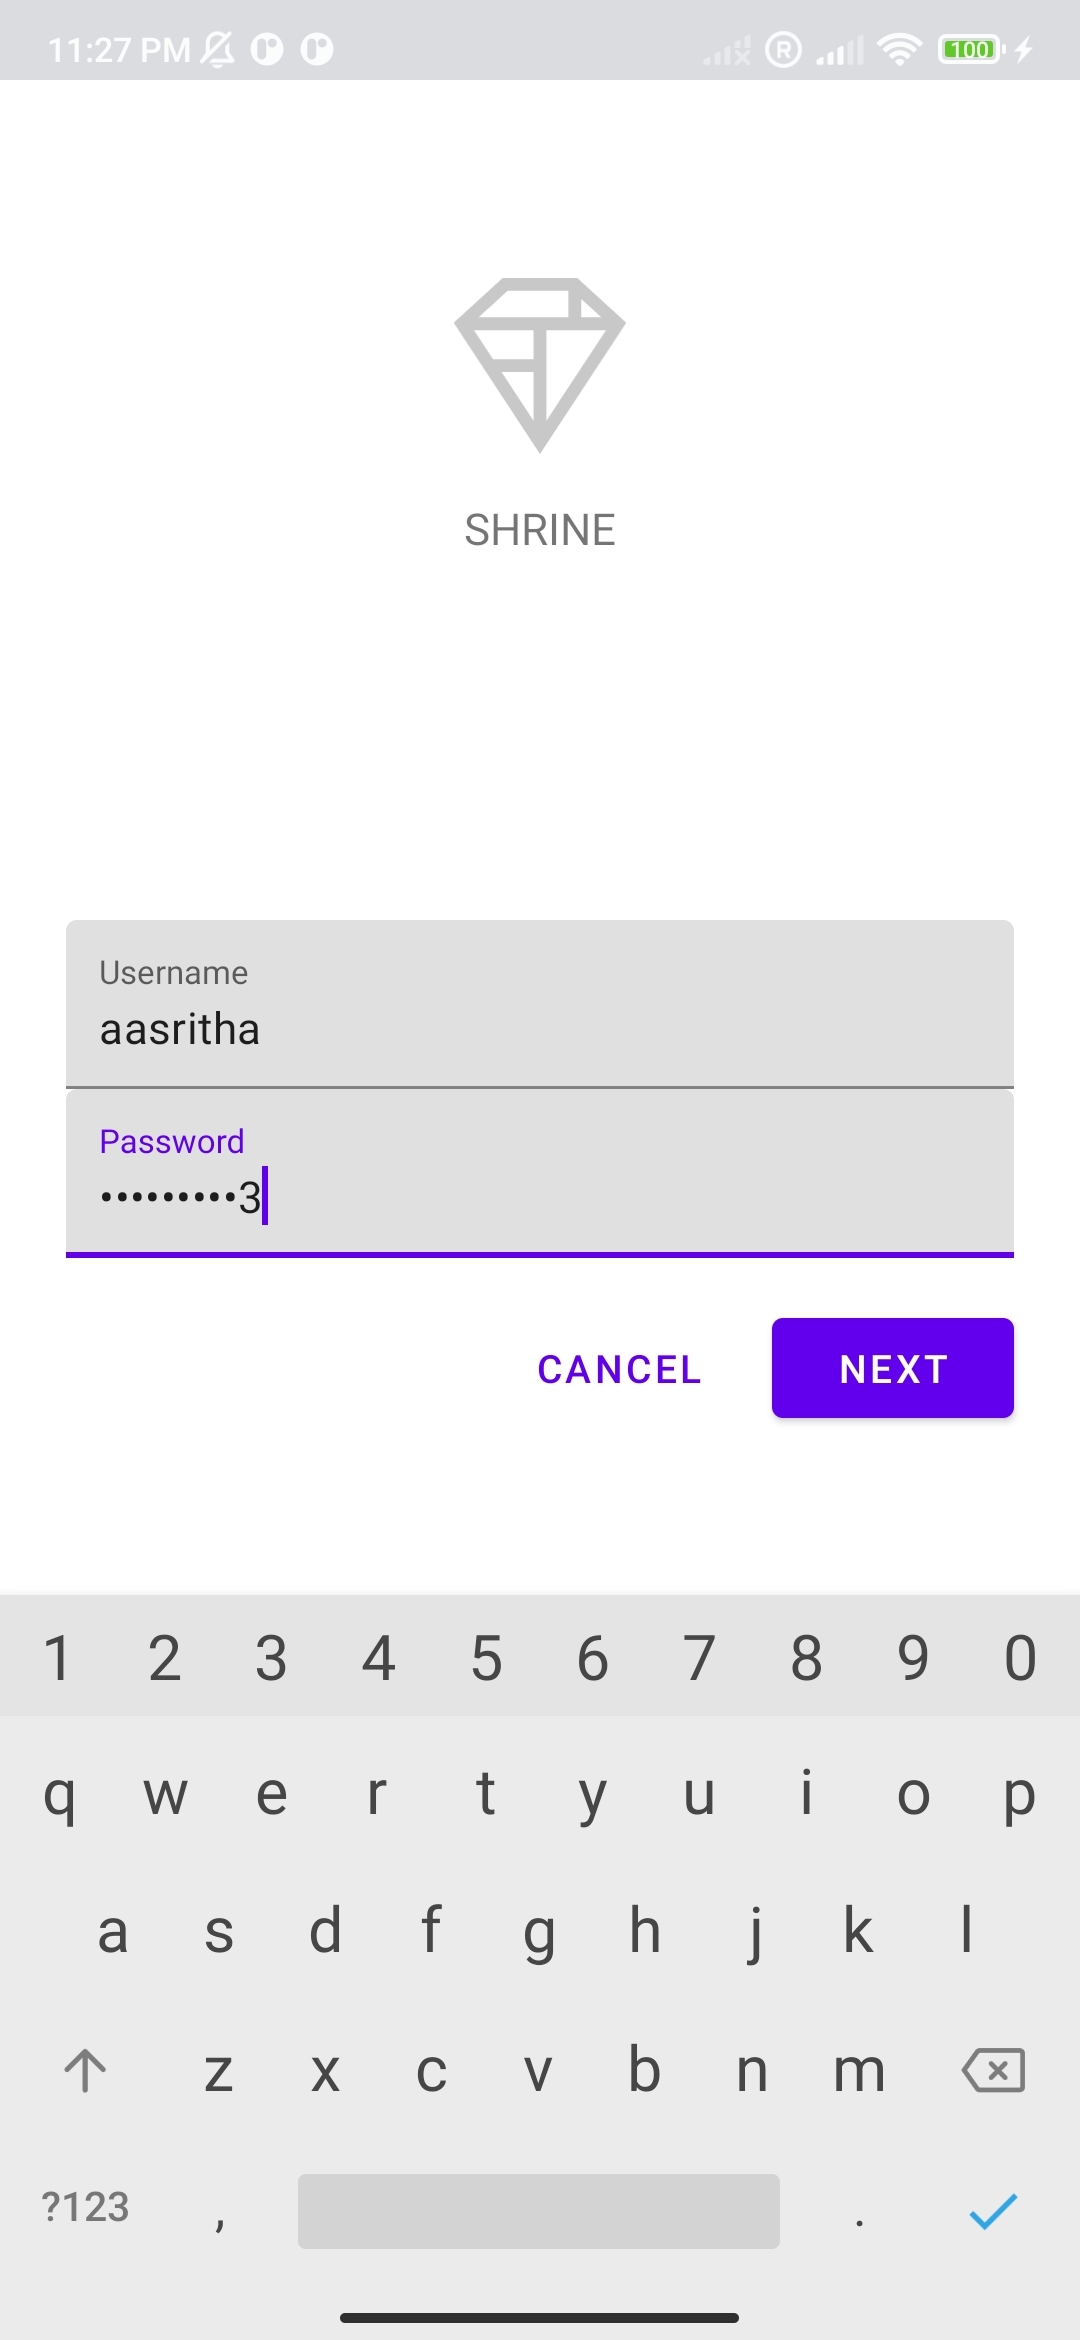 11:27 PM R 100
SHRINE
Username
aasritha
Password
•••••••••3
CANCEL NEXT
1 2 3 4 5 6 7 8 9 0
q w e r t y u i o p
a s d f g h j k l
z x c v b n m
?123 , .